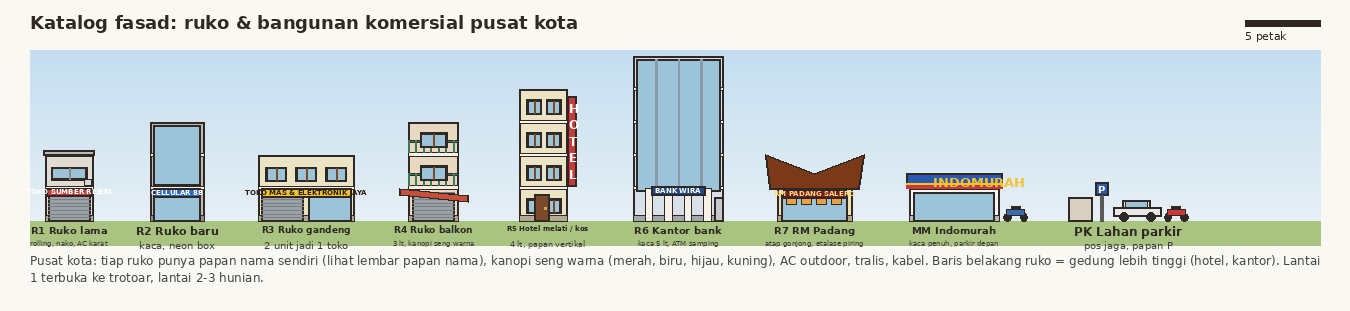 Katalog fasad: ruko & bangunan komersial pusat kota
5 petak
HOTEL
TOKO SUMBER REJEKI
CELLULAR 88
TOKO MAS & ELEKTRONIK JAYA
BANK WIRA
RM PADANG SALERO
INDOMURAH
P
R1 Ruko lama
rolling, nako, AC karat
R2 Ruko baru
kaca, neon box
R3 Ruko gandeng
2 unit jadi 1 toko
R4 Ruko balkon
3 lt, kanopi seng warna
R5 Hotel melati / kos
4 lt, papan vertikal
R6 Kantor bank
kaca 5 lt, ATM samping
R7 RM Padang
atap gonjong, etalase piring
MM Indomurah
kaca penuh, parkir depan
PK Lahan parkir
pos jaga, papan P
Pusat kota: tiap ruko punya papan nama sendiri (lihat lembar papan nama), kanopi seng warna (merah, biru, hijau, kuning), AC outdoor, tralis, kabel. Baris belakang ruko = gedung lebih tinggi (hotel, kantor). Lantai
1 terbuka ke trotoar, lantai 2-3 hunian.